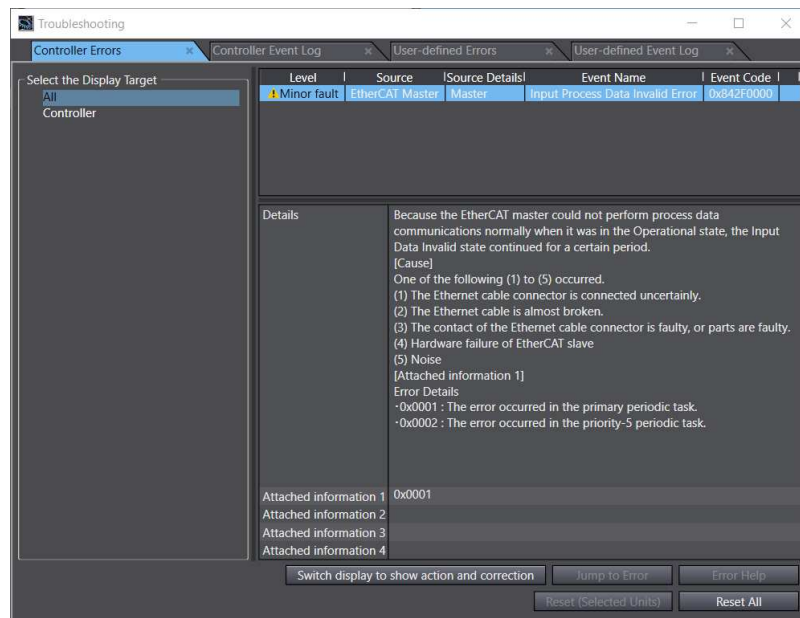 Troubleshooting
Controller Errors
Controller Event Log
User-defined Errors
User-defined Event Log
Select the Display Target
All
Controller
Level Source Source Details Event Name Event Code
Minor fault EtherCAT Master Master Input Process Data Invalid Error 0x842F0000
Details
Because the EtherCAT master could not perform process data
communications normally when it was in the Operational state, the Input
Data Invalid state continued for a certain period.
[Cause]
One of the following (1) to (5) occurred.
(1) The Ethernet cable connector is connected uncertainly.
(2) The Ethernet cable is almost broken.
(3) The contact of the Ethernet cable connector is faulty, or parts are faulty.
(4) Hardware failure of EtherCAT slave
(5) Noise
[Attached information 1]
Error Details
·0x0001 : The error occurred in the primary periodic task.
·0x0002 : The error occurred in the priority-5 periodic task.
Attached information 1 0x0001
Attached information 2
Attached information 3
Attached information 4
Switch display to show action and correction
Jump to Error
Error Help
Reset (Selected Units)
Reset All